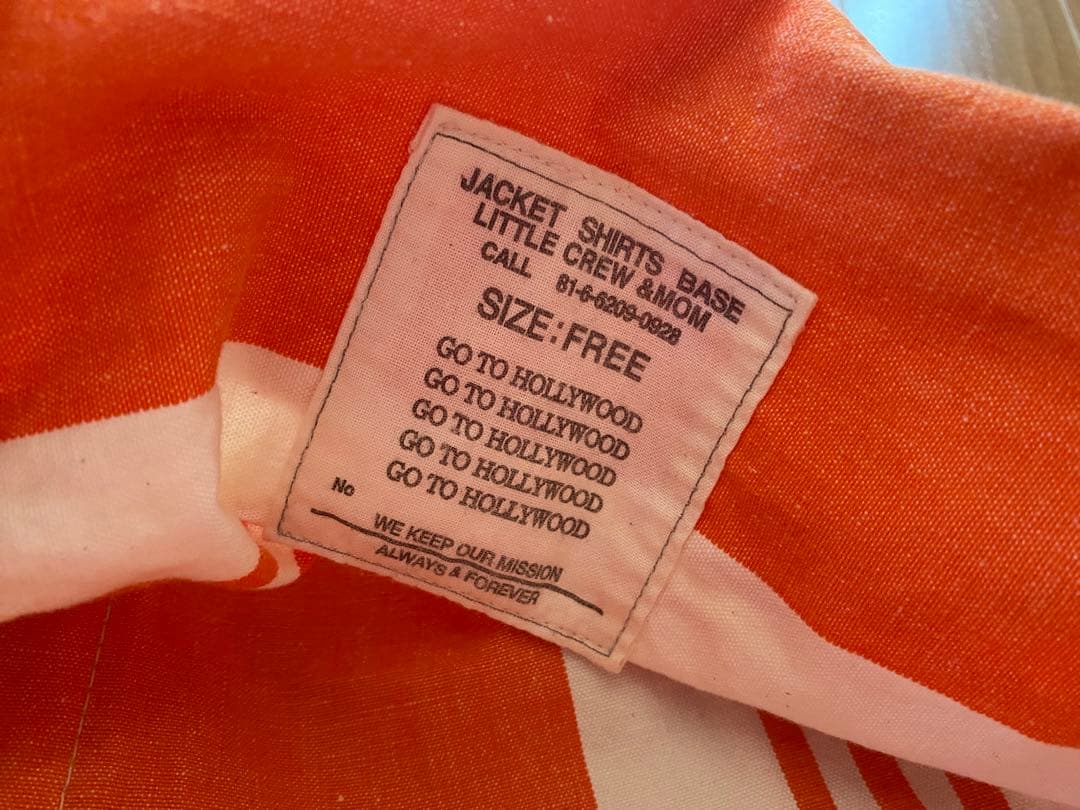 JACKET SHIRTS BASE
LITTLE CREW &MOM
CALL 81-6-6209-0928
SIZE:FREE
GO TO HOLLYWOOD
GO TO HOLLYWOOD
GO TO HOLLYWOOD
GO TO HOLLYWOOD
GO TO HOLLYWOOD
No
WE KEEP OUR MISSION
ALWAYS & FOREVER